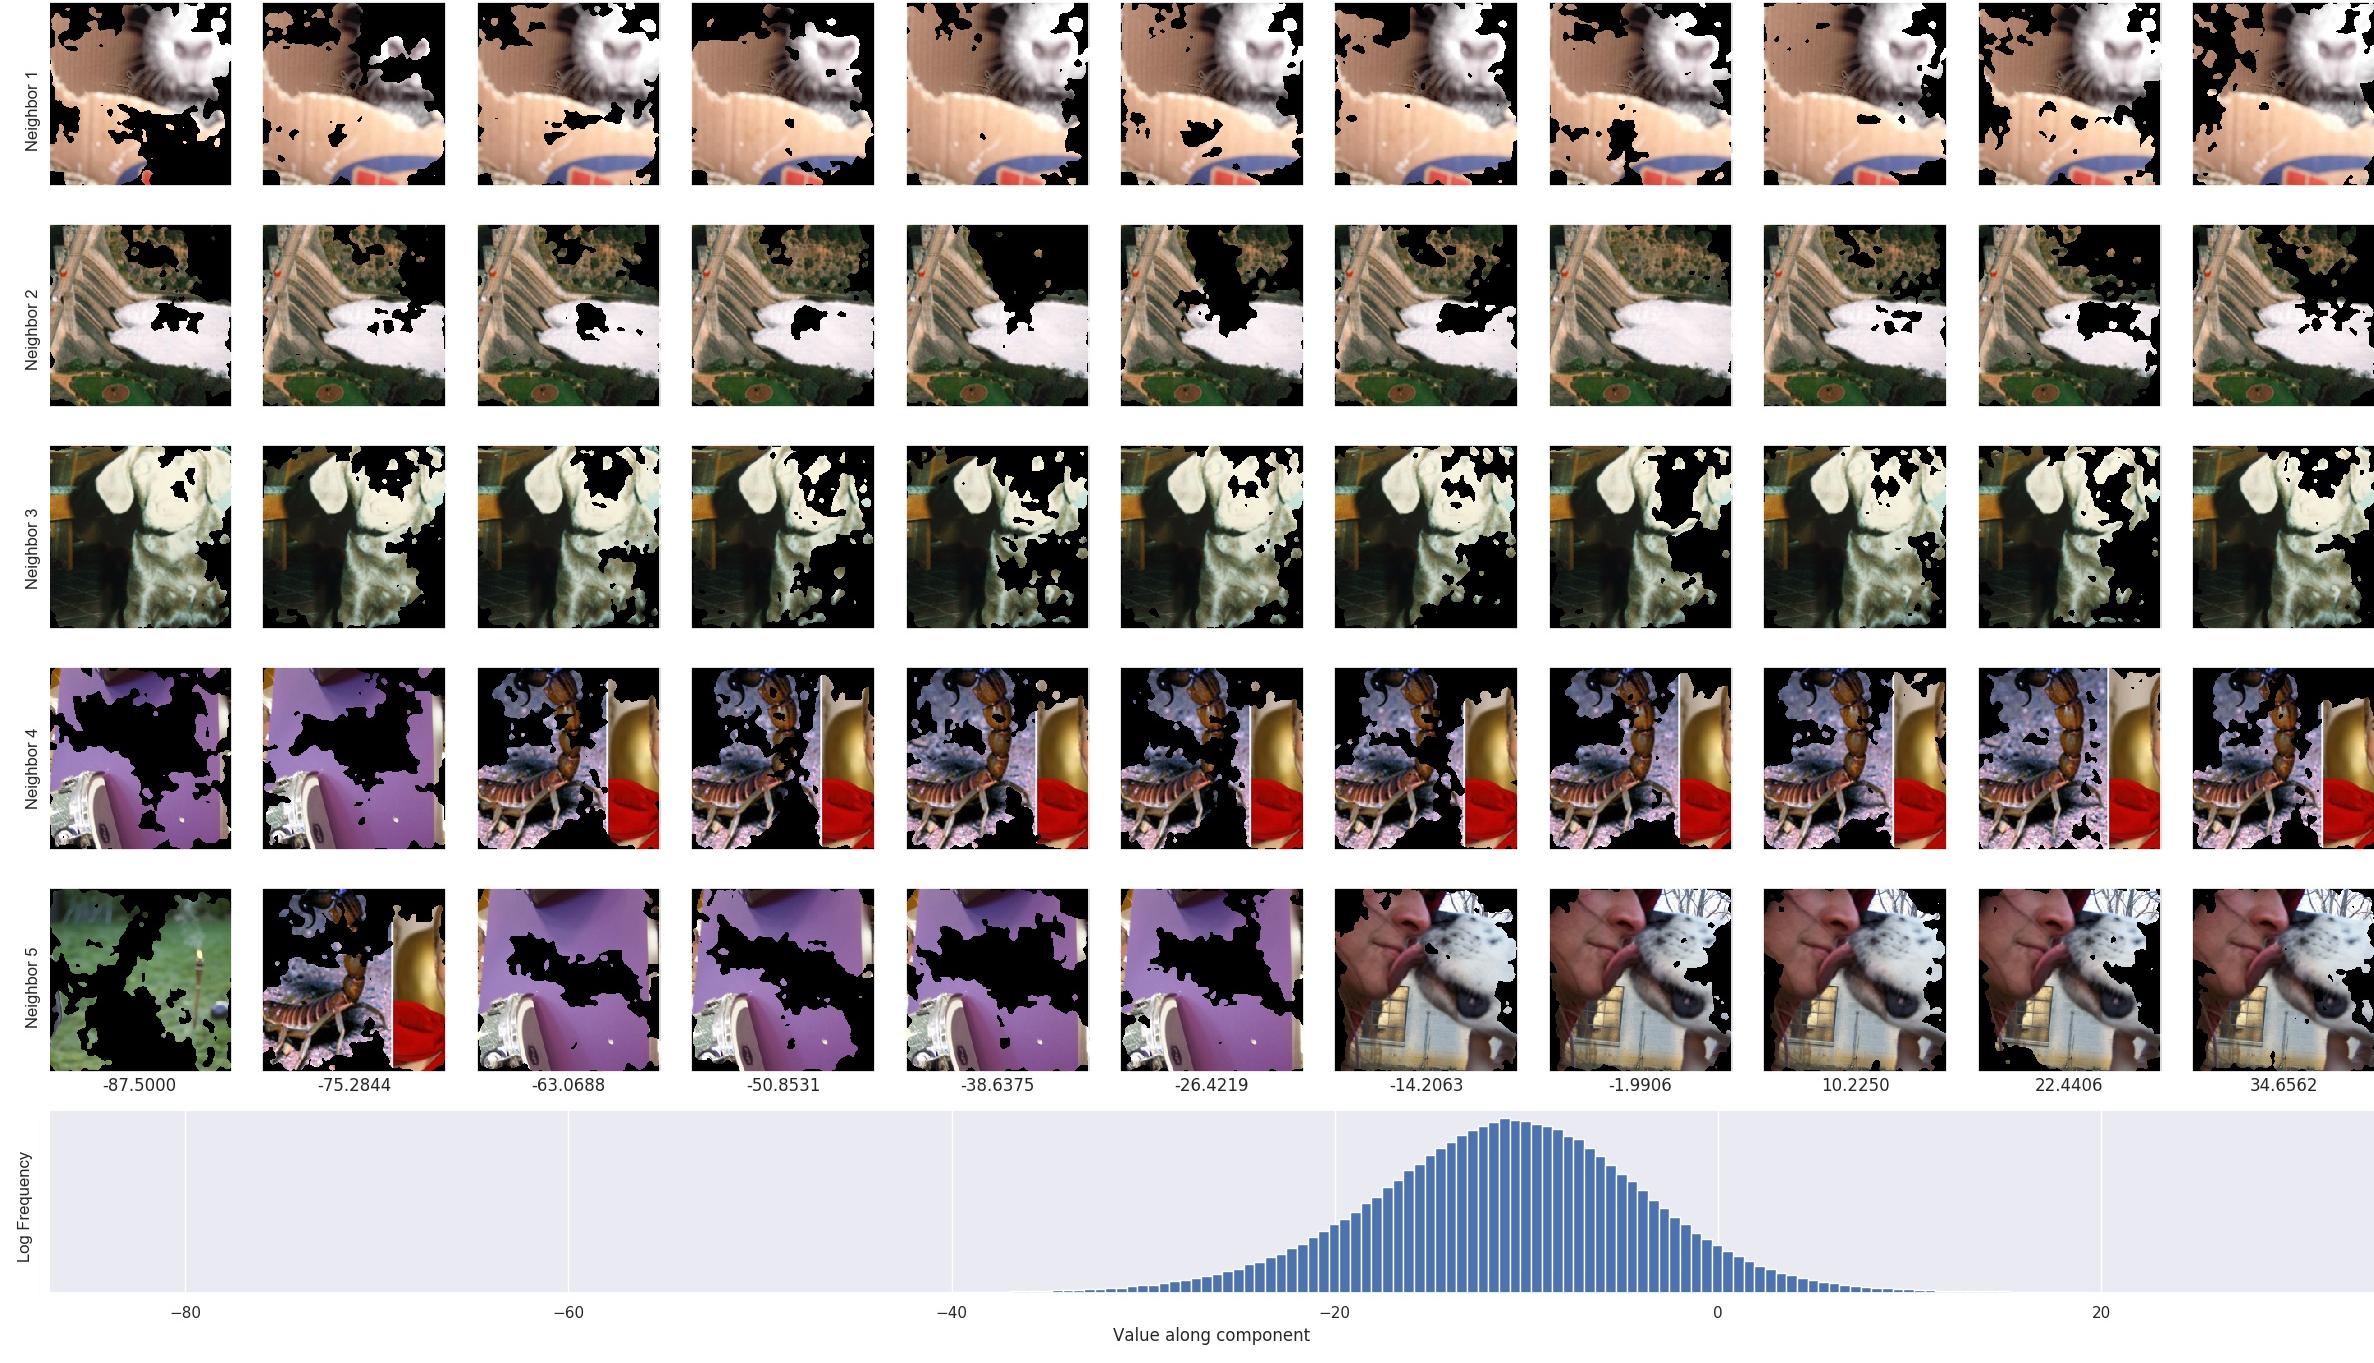 Neighbor 1
Neighbor 2
Neighbor 3
Neighbor 4
Neighbor 5
-87.5000 -75.2844 -63.0688 -50.8531 -38.6375 -26.4219 -14.2063 -1.9906 10.2250 22.4406 34.6562
Log Frequency
−80 −60 −40 −20 0 20
Value along component